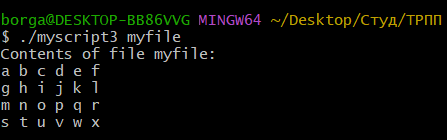 borga@DESKTOP-BB86VVG MINGW64 ~/Desktop/Студ/ТРПП
$ ./myscript3 myfile
Contents of file myfile:
a b c d e f
g h i j k l
m n o p q r
s t u v w x